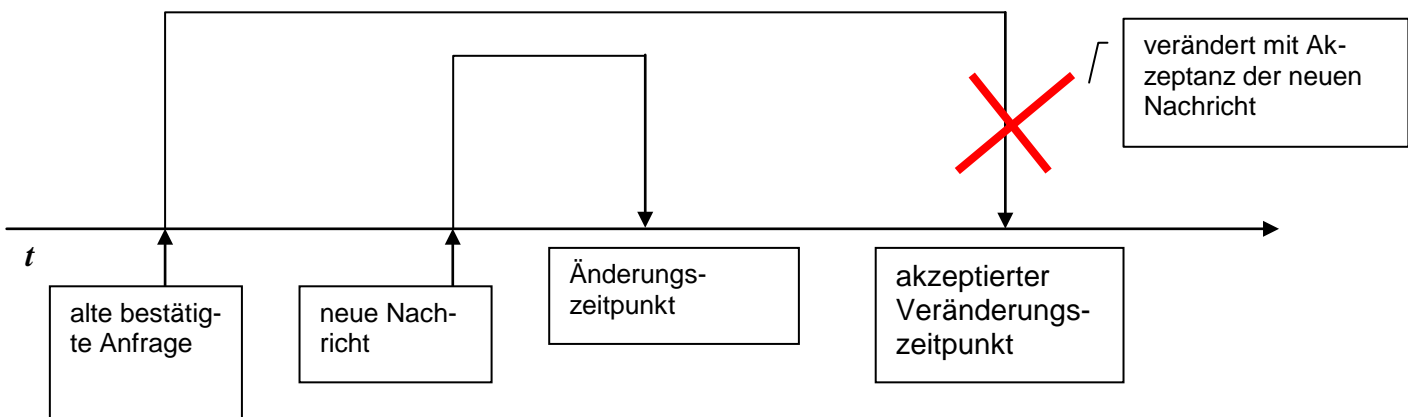 verändert mit Ak-
zeptanz der neuen
Nachricht
t
alte bestätig-
te Anfrage
neue Nach-
richt
Änderungs-
zeitpunkt
akzeptierter
Veränderungs-
zeitpunkt